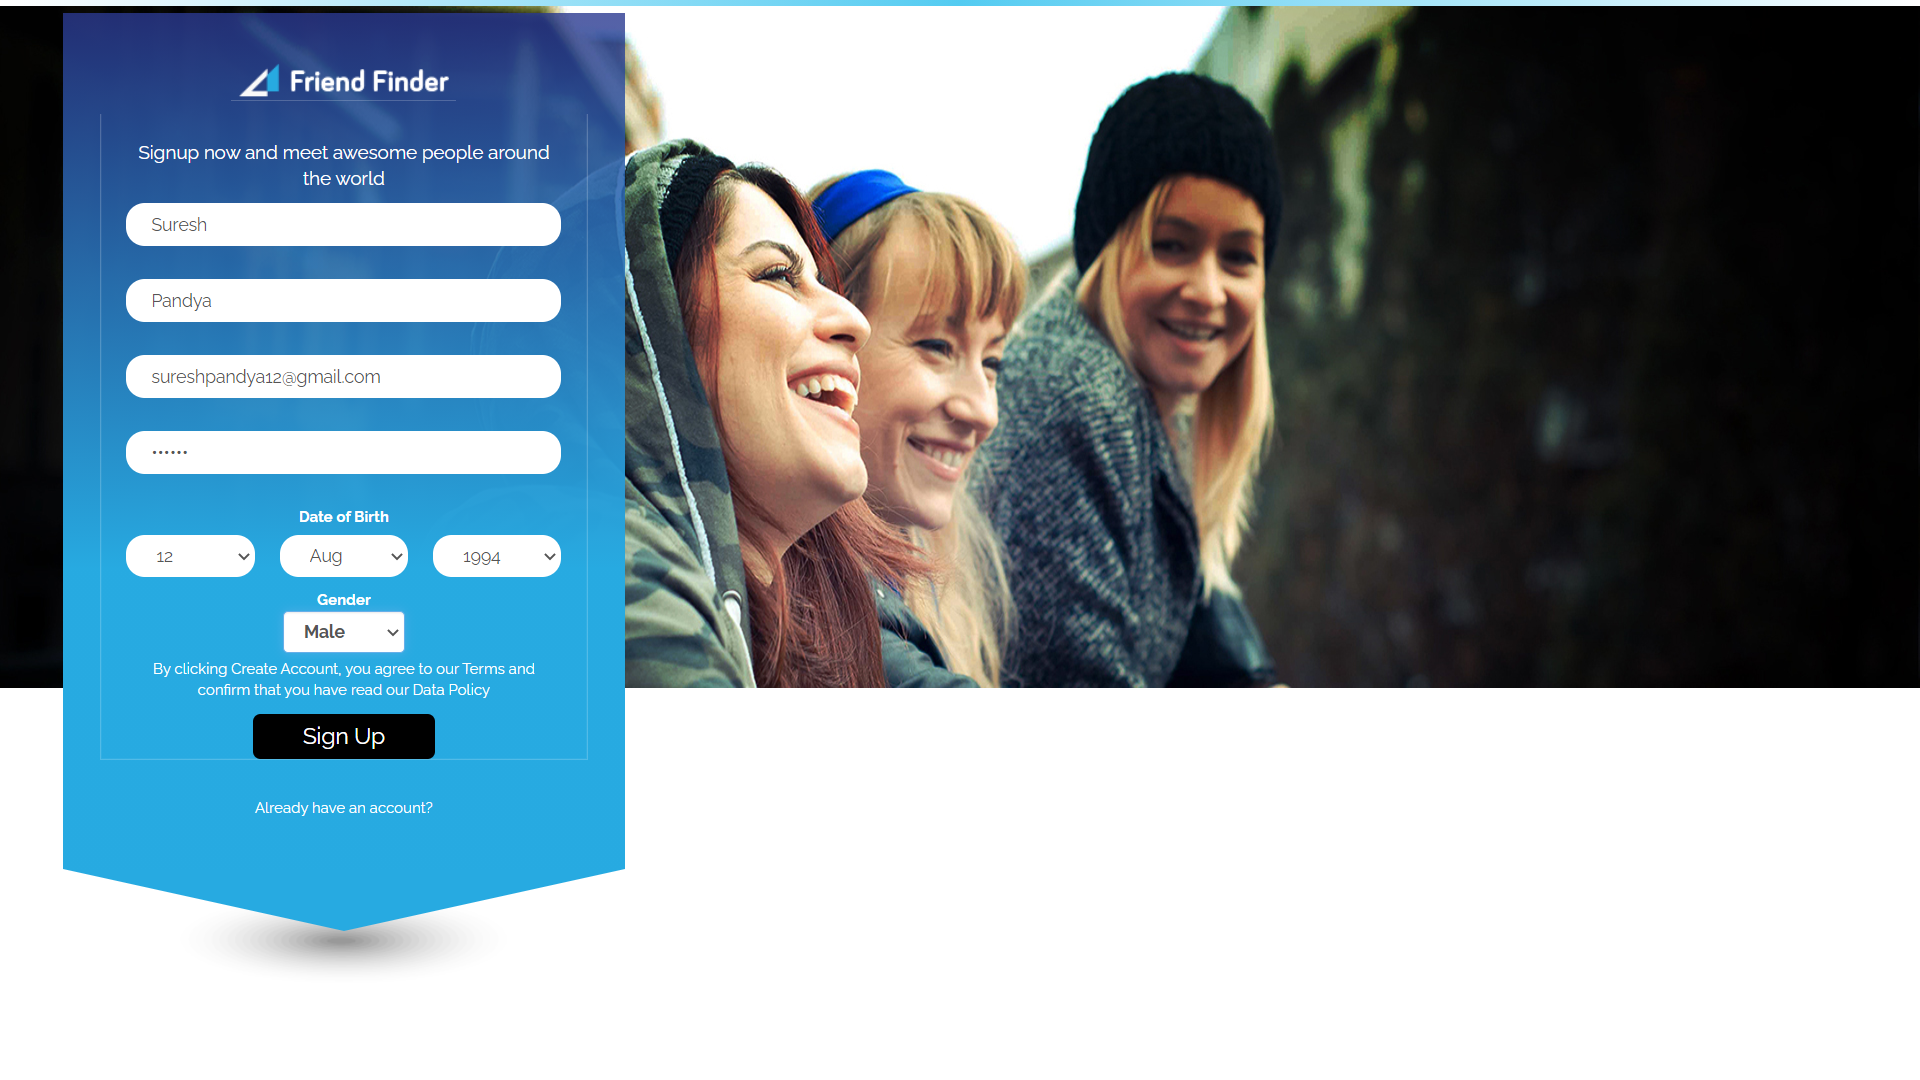 Friend Finder
Signup now and meet awesome people around
the world
Suresh
Pandya
sureshpandya12@gmail.com
••••••
Date of Birth
12 Aug 1994
Gender
Male
By clicking Create Account, you agree to our Terms and
confirm that you have read our Data Policy
Sign Up
Already have an account?